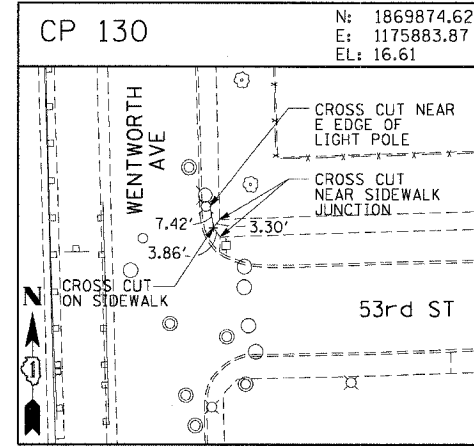 CP 130
N: 1869874.62
E: 1175883.87
EL: 16.61
WENTWORTH
AVE
CROSS CUT NEAR
E EDGE OF
LIGHT POLE
CROSS CUT
NEAR SIDEWALK
JUNCTION
7.42'
3.30'
3.86'
CROSS CUT
ON SIDEWALK
N
1
53rd ST